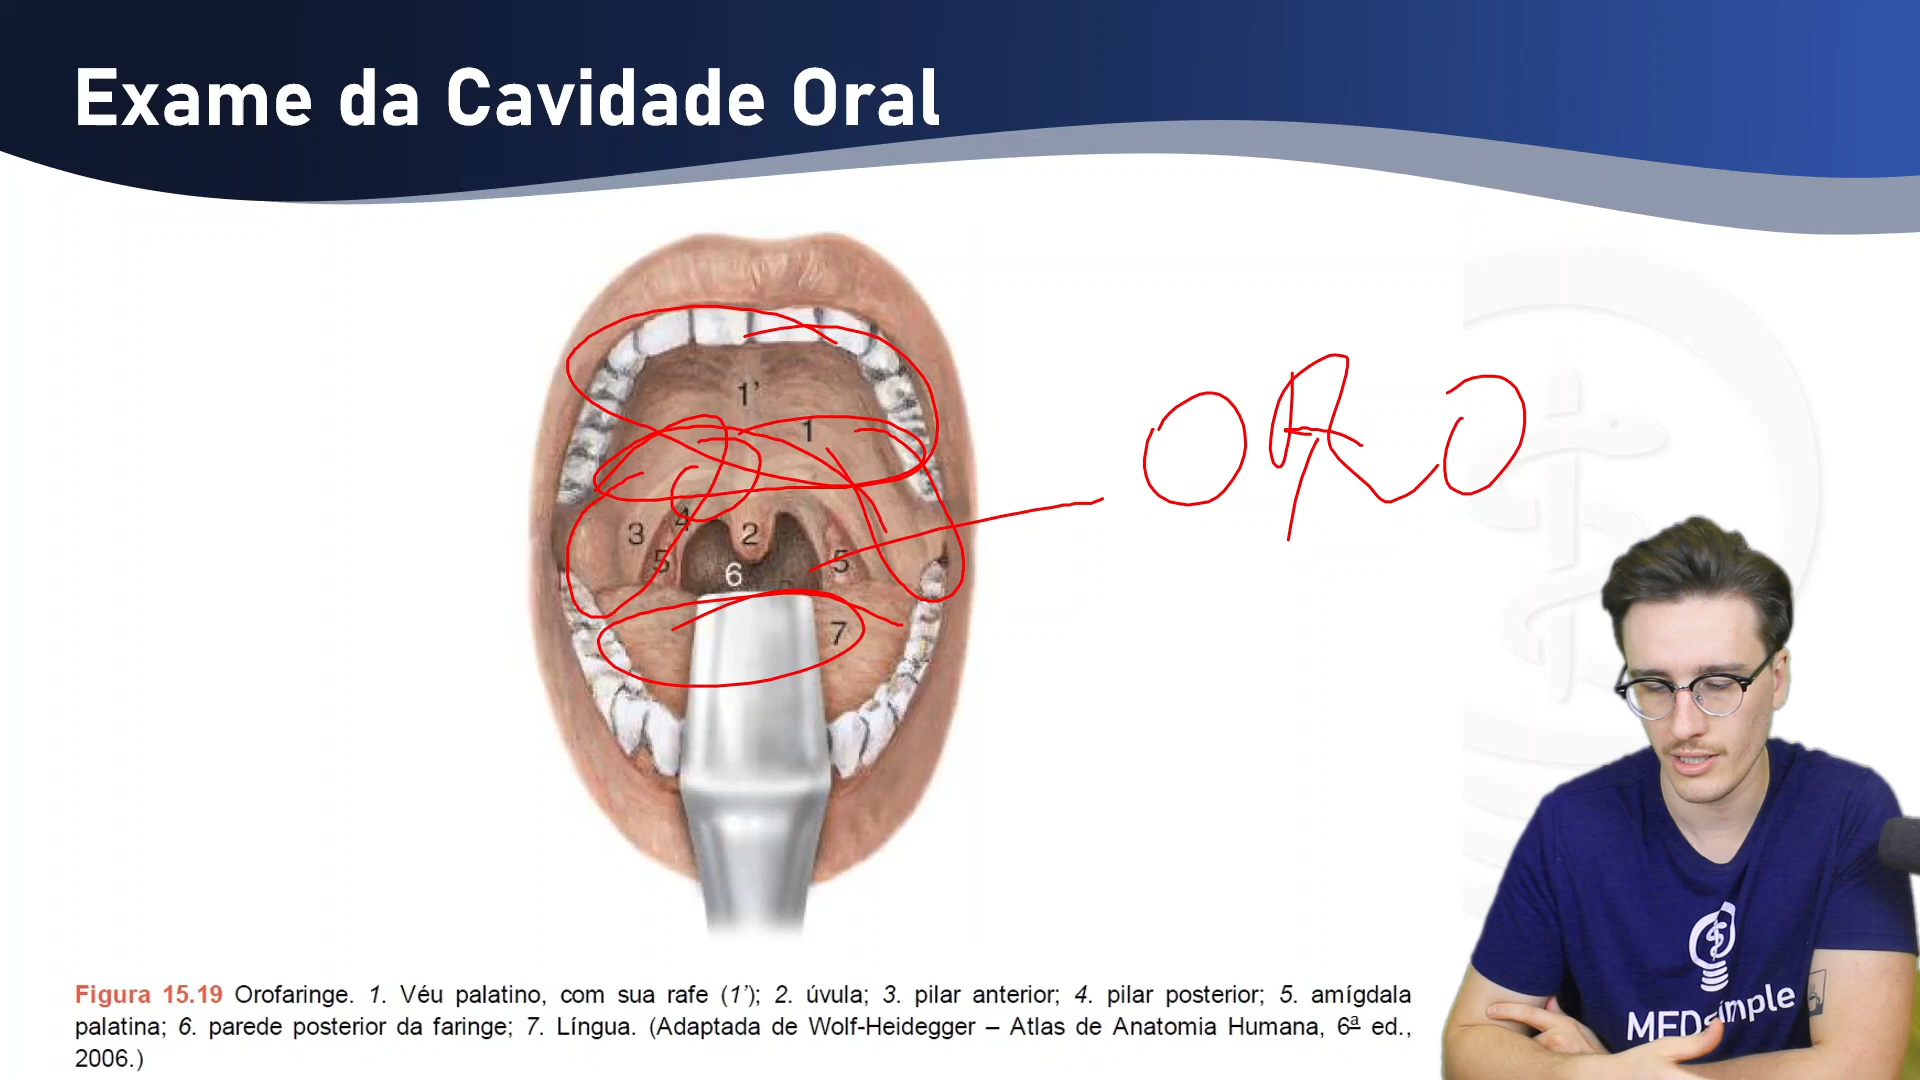 Exame da Cavidade Oral
1’
1
ORO
3
4
2
5
5
6
7
Figura 15.19 Orofaringe. 1. Véu palatino, com sua rafe (1’); 2. úvula; 3. pilar anterior; 4. pilar posterior; 5. amígdala
palatina; 6. parede posterior da faringe; 7. Língua. (Adaptada de Wolf-Heidegger – Atlas de Anatomia Humana, 6ª ed.,
2006.)
MEDsimple